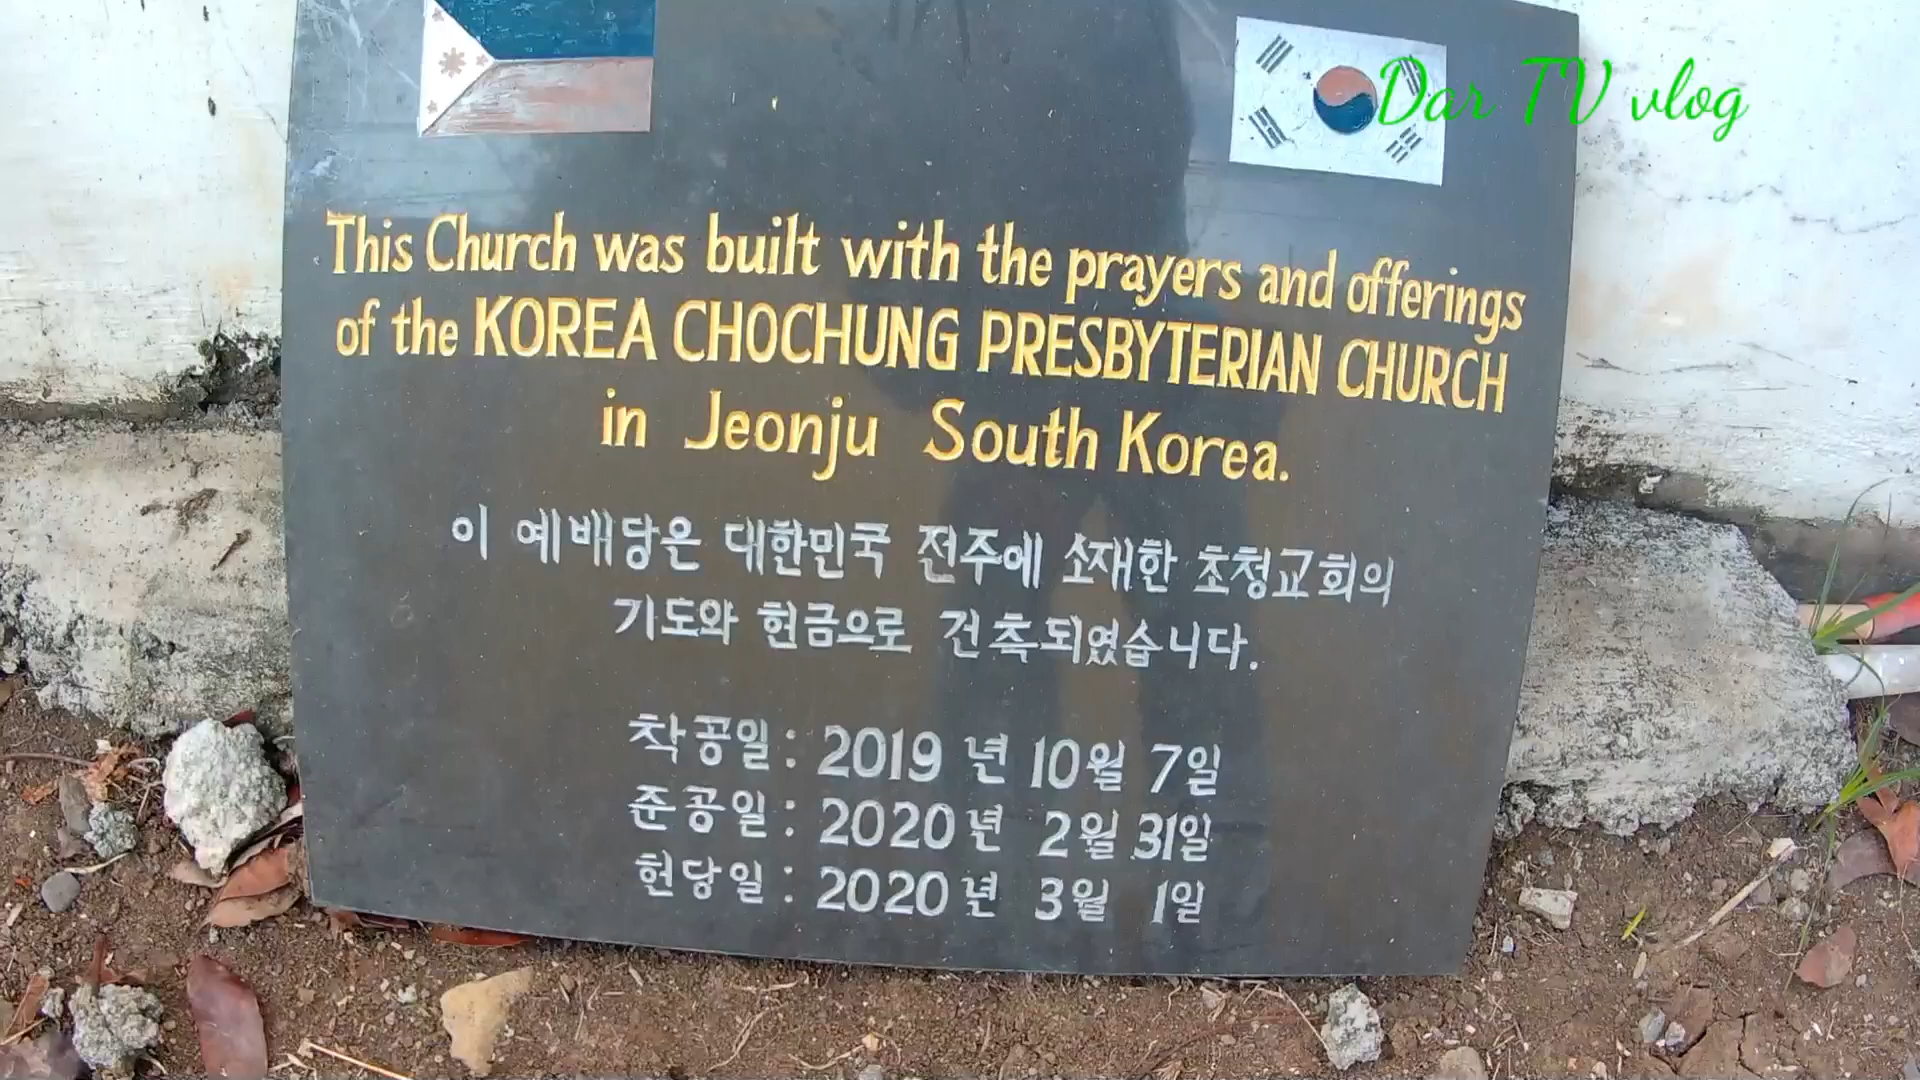 Dar TV vlog
This Church was built with the prayers and offerings
of the KOREA CHOCHUNG PRESBYTERIAN CHURCH
in Jeonju South Korea.
이 예배당은 대한민국 전주에 소재한 초청교회의
기도와 헌금으로 건축되였습니다.
착공일: 2019년 10월 7일
준공일: 2020년 2월 31일
헌당일: 2020년 3월 1일